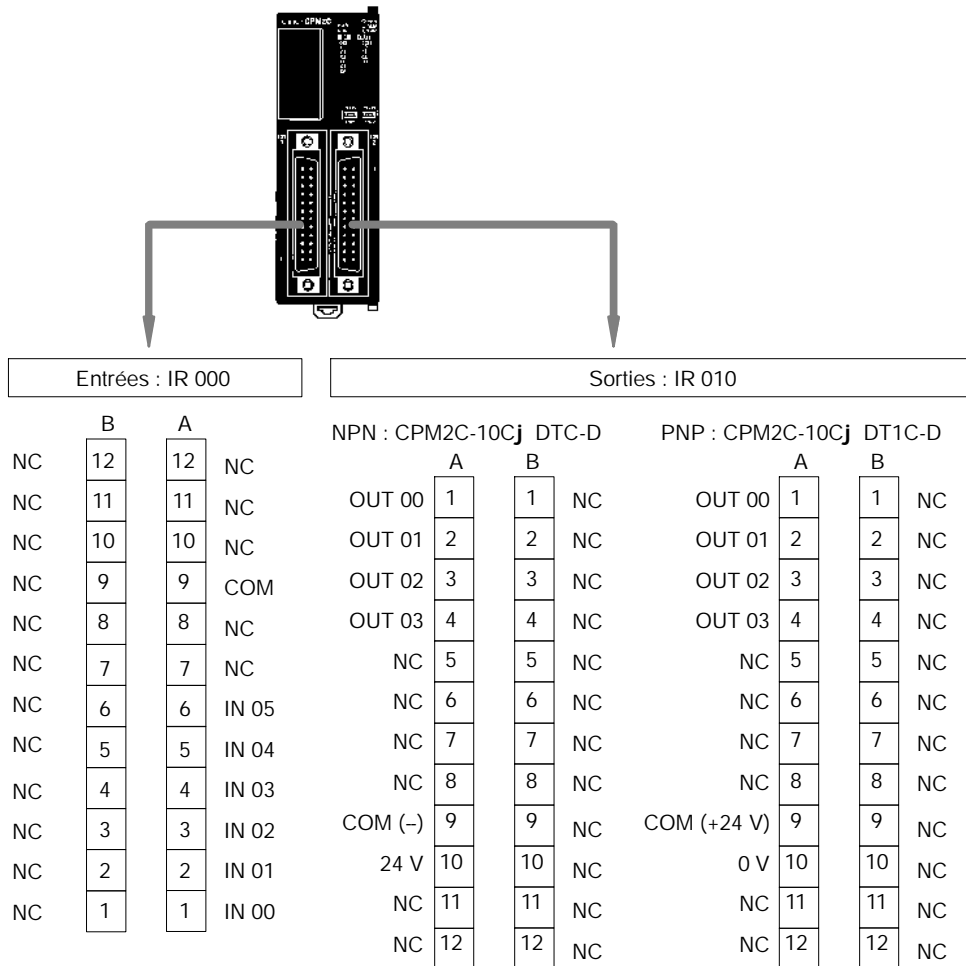 CPM2C
Entrées : IR 000
Sorties : IR 010
B A
NC 12 12 NC
NC 11 11 NC
NC 10 10 NC
NC 9 9 COM
NC 8 8 NC
NC 7 7 NC
NC 6 6 IN 05
NC 5 5 IN 04
NC 4 4 IN 03
NC 3 3 IN 02
NC 2 2 IN 01
NC 1 1 IN 00
NPN : CPM2C-10Cj DTC-D
A B
OUT 00 1 1 NC
OUT 01 2 2 NC
OUT 02 3 3 NC
OUT 03 4 4 NC
NC 5 5 NC
NC 6 6 NC
NC 7 7 NC
NC 8 8 NC
COM (–) 9 9 NC
24 V 10 10 NC
NC 11 11 NC
NC 12 12 NC
PNP : CPM2C-10Cj DT1C-D
A B
OUT 00 1 1 NC
OUT 01 2 2 NC
OUT 02 3 3 NC
OUT 03 4 4 NC
NC 5 5 NC
NC 6 6 NC
NC 7 7 NC
NC 8 8 NC
COM (+24 V) 9 9 NC
0 V 10 10 NC
NC 11 11 NC
NC 12 12 NC